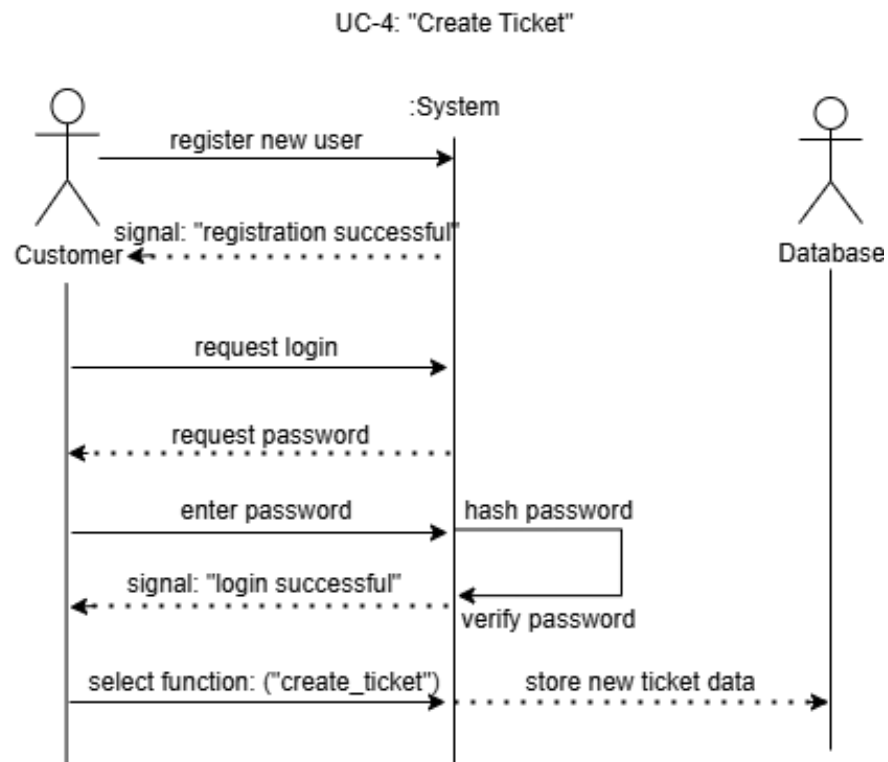 UC-4: "Create Ticket"
:System
register new user
signal: "registration successful"
Customer
Database
request login
request password
enter password
hash password
signal: "login successful"
verify password
select function: ("create_ticket")
store new ticket data